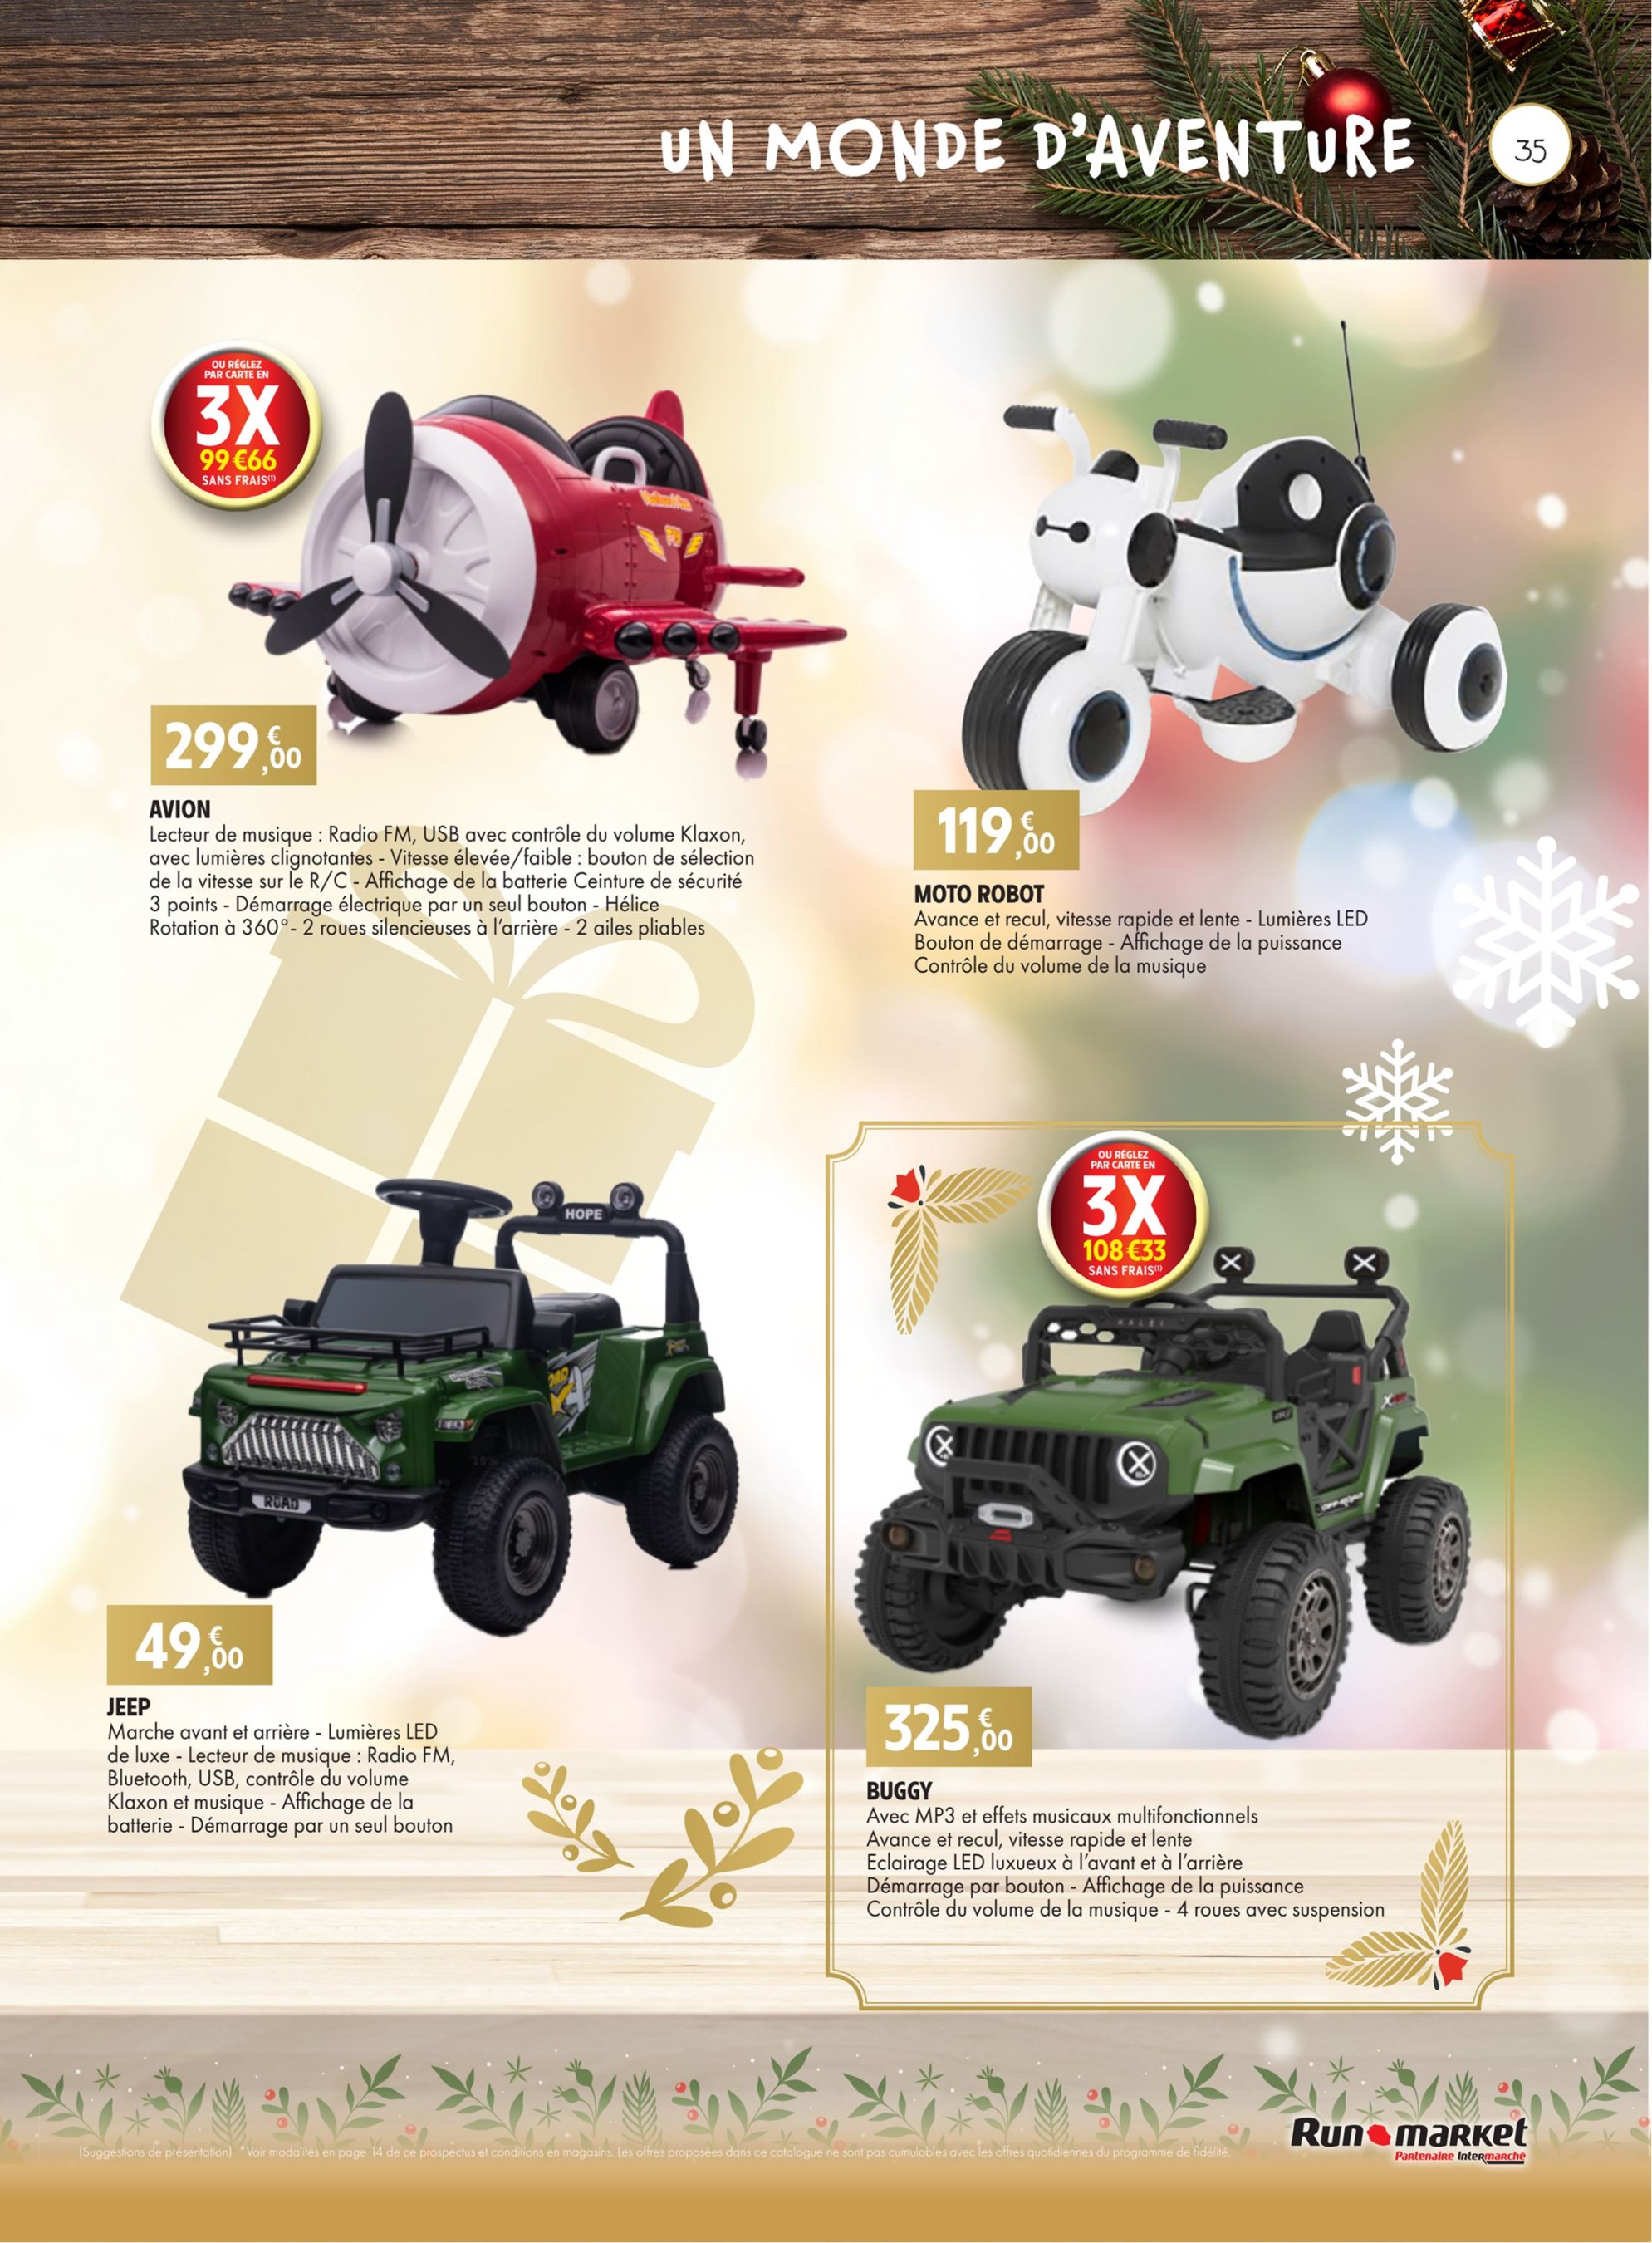 UN MONDE D'AVENTURE
35
OU RÉGLEZ
PAR CARTE EN
3X
99€66
SANS FRAIS(1)
299,€00
AVION
Lecteur de musique : Radio FM, USB avec contrôle du volume Klaxon,
avec lumières clignotantes - Vitesse élevée/faible : bouton de sélection
de la vitesse sur le R/C - Affichage de la batterie Ceinture de sécurité
3 points - Démarrage électrique par un seul bouton - Hélice
Rotation à 360°- 2 roues silencieuses à l'arrière - 2 ailes pliables
119,€00
MOTO ROBOT
Avance et recul, vitesse rapide et lente - Lumières LED
Bouton de démarrage - Affichage de la puissance
Contrôle du volume de la musique
HOPE
ROAD
49,€00
JEEP
Marche avant et arrière - Lumières LED
de luxe - Lecteur de musique : Radio FM,
Bluetooth, USB, contrôle du volume
Klaxon et musique - Affichage de la
batterie - Démarrage par un seul bouton
OU RÉGLEZ
PAR CARTE EN
3X
108€33
SANS FRAIS(1)
OFF-ROAD
325,€00
BUGGY
Avec MP3 et effets musicaux multifonctionnels
Avance et recul, vitesse rapide et lente
Eclairage LED luxueux à l'avant et à l'arrière
Démarrage par bouton - Affichage de la puissance
Contrôle du volume de la musique - 4 roues avec suspension
Run market
Partenaire Intermarché
(Suggestions de présentation) *Voir modalités en page 14 de ce prospectus et conditions en magasins. Les offres proposées dans ce catalogue ne sont pas cumulables avec les offres quotidiennes du programme de fidélité.